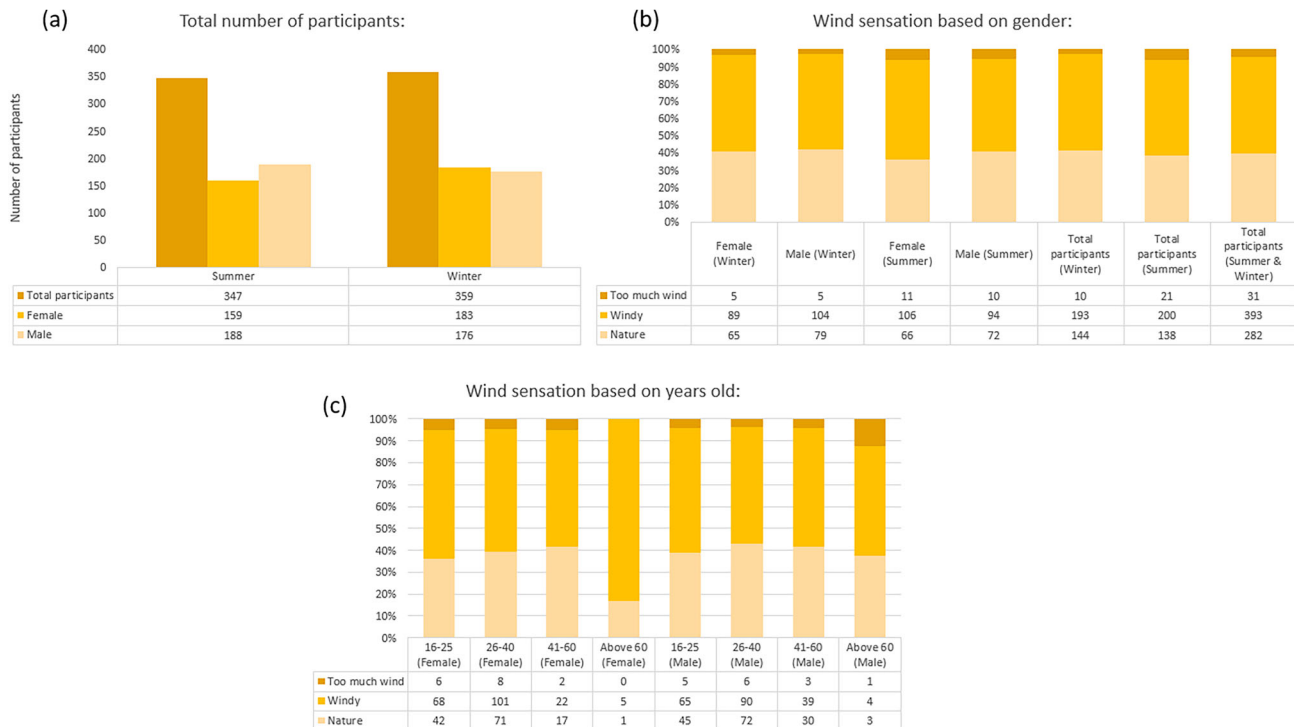 (a)
Total number of participants:
Number of participants
400
350
300
250
200
150
100
50
0
Summer Winter
Total participants 347 359
Female 159 183
Male 188 176
(b)
Wind sensation based on gender:
100%
90%
80%
70%
60%
50%
40%
30%
20%
10%
0%
Female (Winter) Male (Winter) Female (Summer) Male (Summer) Total participants (Winter) Total participants (Summer) Total participants (Summer & Winter)
Too much wind 5 5 11 10 10 21 31
Windy 89 104 106 94 193 200 393
Nature 65 79 66 72 144 138 282
(c)
Wind sensation based on years old:
100%
90%
80%
70%
60%
50%
40%
30%
20%
10%
0%
16-25 (Female) 26-40 (Female) 41-60 (Female) Above 60 (Female) 16-25 (Male) 26-40 (Male) 41-60 (Male) Above 60 (Male)
Too much wind 6 8 2 0 5 6 3 1
Windy 68 101 22 5 65 90 39 4
Nature 42 71 17 1 45 72 30 3